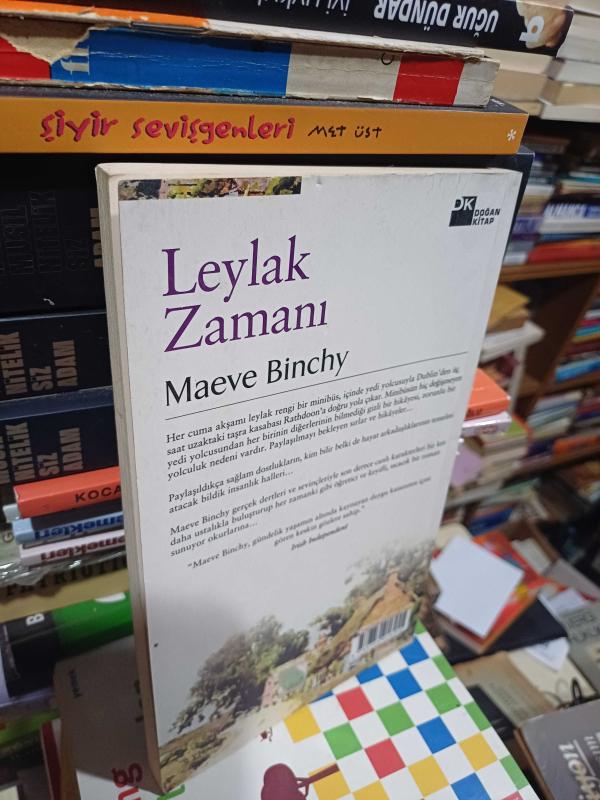 UĞUR DÜNDAR
Şiyir sevişgenleri MET ÜST *
DK DOĞAN
KİTAP
Leylak
Zamanı
Maeve Binchy
Her cuma akşamı leylak rengi bir minibüs, içinde yedi yolcusuyla Dublin'den üç
saat uzaktaki taşra kasabası Rathdoon'a doğru yola çıkar. Minibüsün hiç değişmeyen
yedi yolcusundan her birinin diğerlerinin bilmediği gizli bir hikâyesi, zorunlu bir
yolculuk nedeni vardır. Paylaşılmayı bekleyen sırlar ve hikâyeler...
Paylaşıldıkça sağlam dostlukların, kim bilir belki de hayat arkadaşlıklarının temelini
atacak bildik insanlık halleri...
Maeve Binchy gerçek dertleri ve sevinçleriyle son derece canlı karakterleri bir kez
daha ustalıkla buluşturup her zamanki gibi öğretici ve keyifli, sıcacık bir roman
sunuyor okurlarına...
"Maeve Binchy, gündelik yaşamın altında kaynayan duygu kazanının içini
gören keskin gözlere sahip."
Irish Independent
NİTELİK
SİZ
ADAM
KOCA